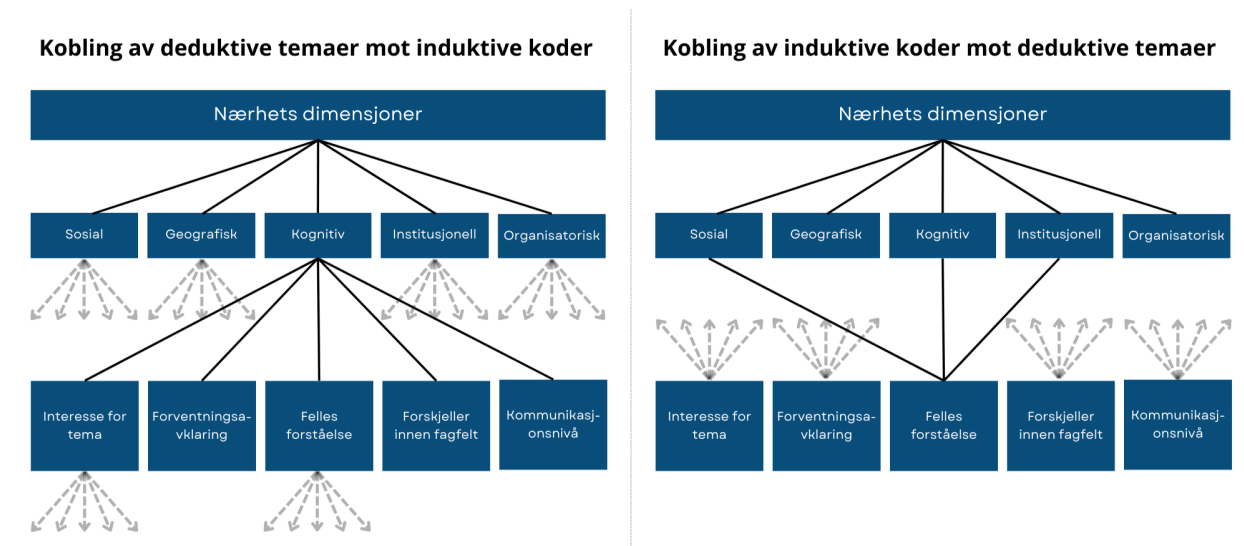 Kobling av deduktive temaer mot induktive koder
Nærhets dimensjoner
Sosial
Geografisk
Kognitiv
Institusjonell
Organisatorisk
Interesse for
tema
Forventningsa-
vklaring
Felles
forståelse
Forskjeller
innen fagfelt
Kommunikasj-
onsnivå
Kobling av induktive koder mot deduktive temaer
Nærhets dimensjoner
Sosial
Geografisk
Kognitiv
Institusjonell
Organisatorisk
Interesse for
tema
Forventningsa-
vklaring
Felles
forståelse
Forskjeller
innen fagfelt
Kommunikasj-
onsnivå